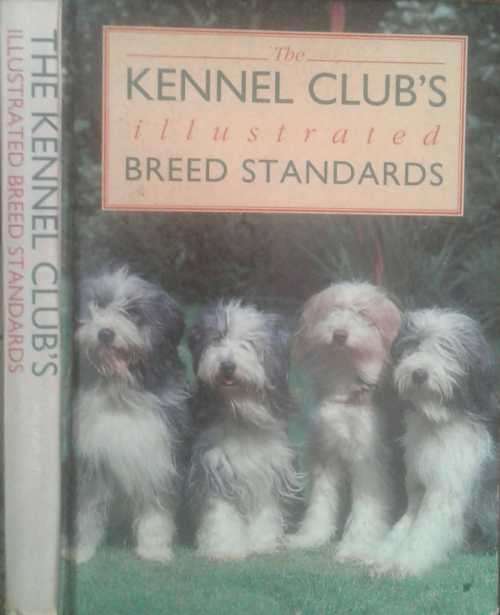 THE KENNEL CLUB'S
ILLUSTRATED BREED STANDARDS
The
KENNEL CLUB'S
illustrated
BREED STANDARDS